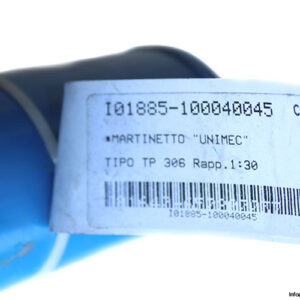 I01885-100040045 C
*MARTINETTO "UNIMEC"
TIPO TP 306 Rapp.1:30
I01885-100040045